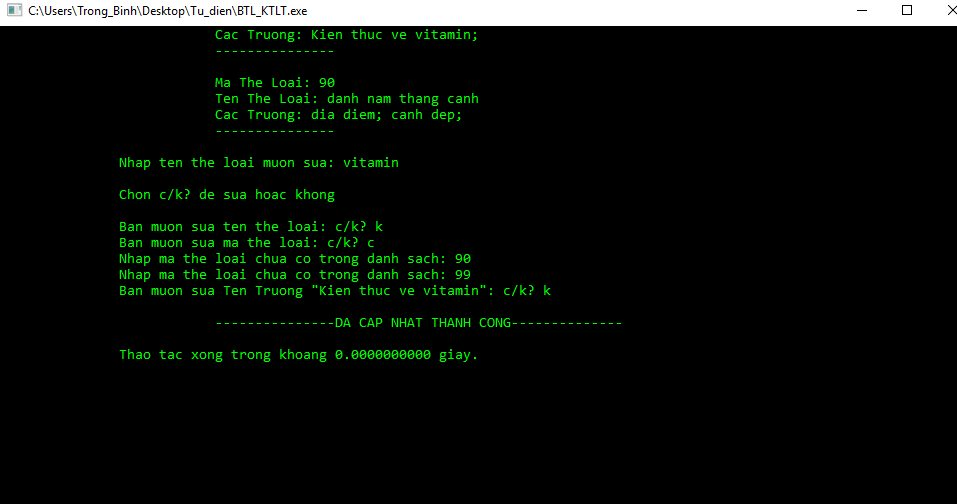 C:\Users\Trong_Binh\Desktop\Tu_dien\BTL_KTLT.exe
Cac Truong: Kien thuc ve vitamin;
---------------
Ma The Loai: 90
Ten The Loai: danh nam thang canh
Cac Truong: dia diem; canh dep;
---------------
Nhap ten the loai muon sua: vitamin
Chon c/k? de sua hoac khong
Ban muon sua ten the loai: c/k? k
Ban muon sua ma the loai: c/k? c
Nhap ma the loai chua co trong danh sach: 90
Nhap ma the loai chua co trong danh sach: 99
Ban muon sua Ten Truong "Kien thuc ve vitamin": c/k? k
---------------DA CAP NHAT THANH CONG--------------
Thao tac xong trong khoang 0.0000000000 giay.